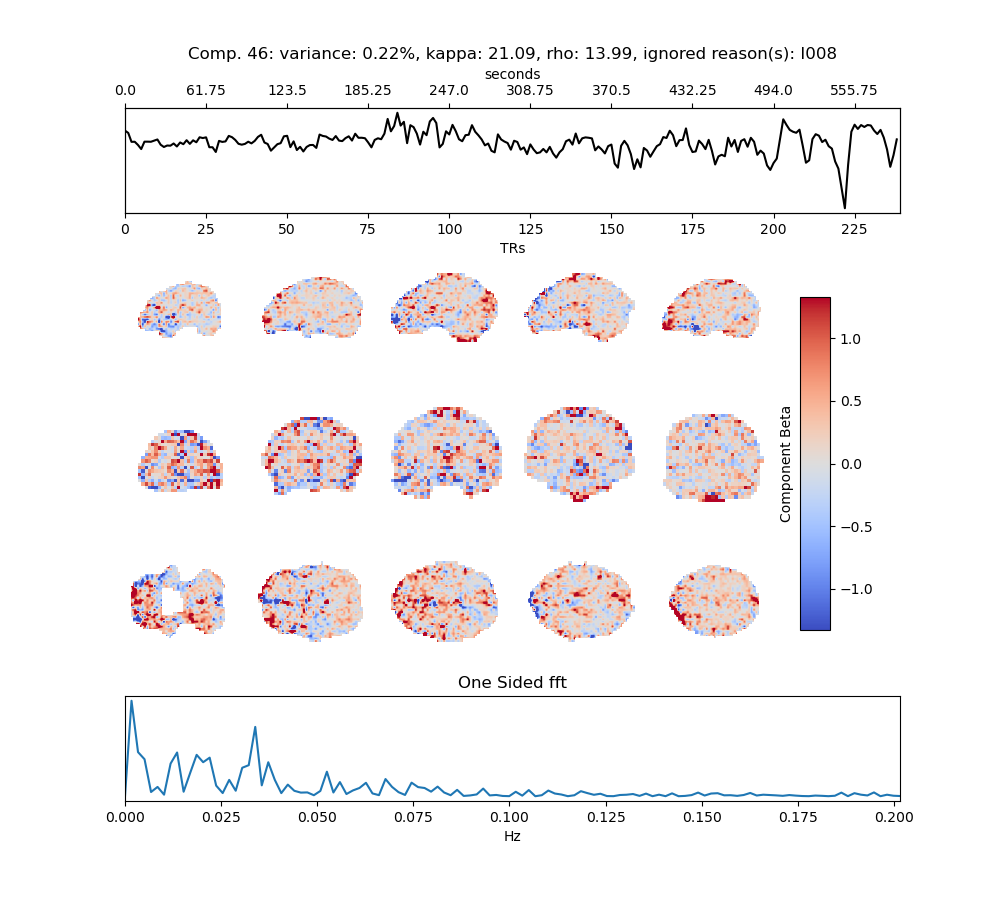 Comp. 46: variance: 0.22%, kappa: 21.09, rho: 13.99, ignored reason(s): I008
seconds
0.0 61.75 123.5 185.25 247.0 308.75 370.5 432.25 494.0 555.75
0 25 50 75 100 125 150 175 200 225
TRs
1.0
0.5
0.0
−0.5
−1.0
Component Beta
One Sided fft
0.000 0.025 0.050 0.075 0.100 0.125 0.150 0.175 0.200
Hz